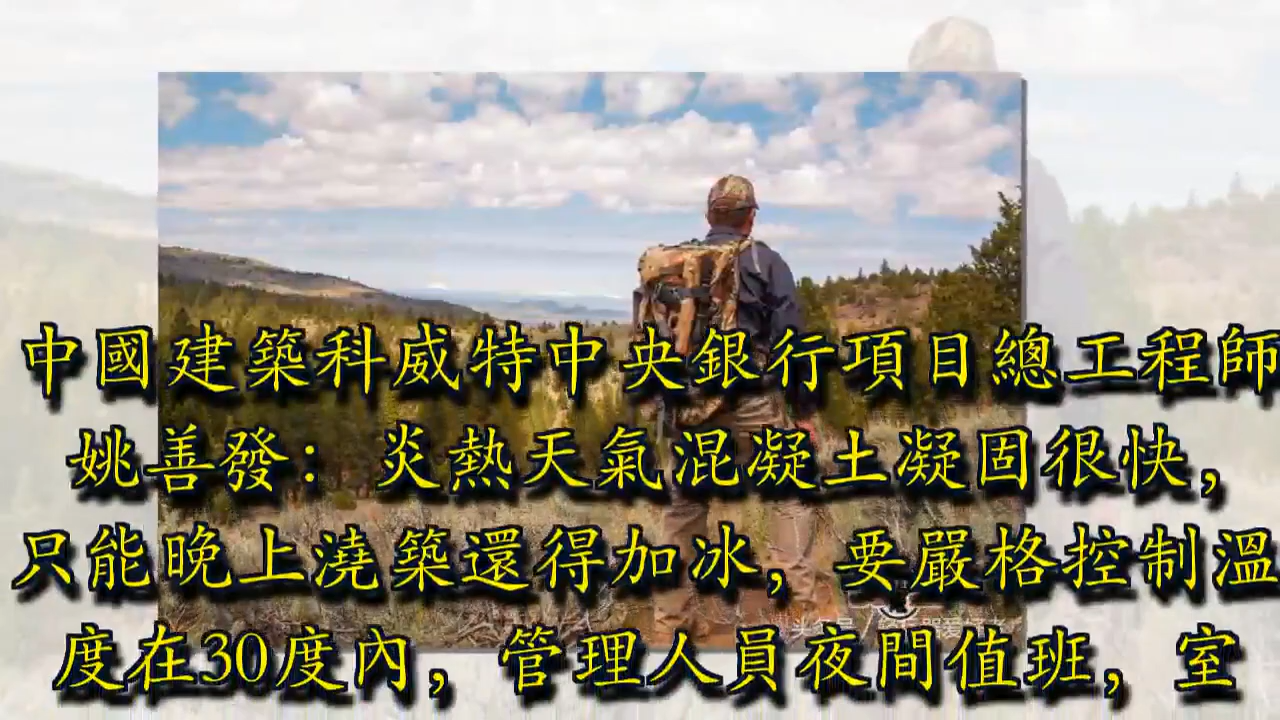 中國建築科威特中央銀行項目總工程師
姚善發：炎熱天氣混凝土凝固很快，
只能晚上澆築還得加冰，要嚴格控制溫
度在30度內，管理人員夜間值班，室